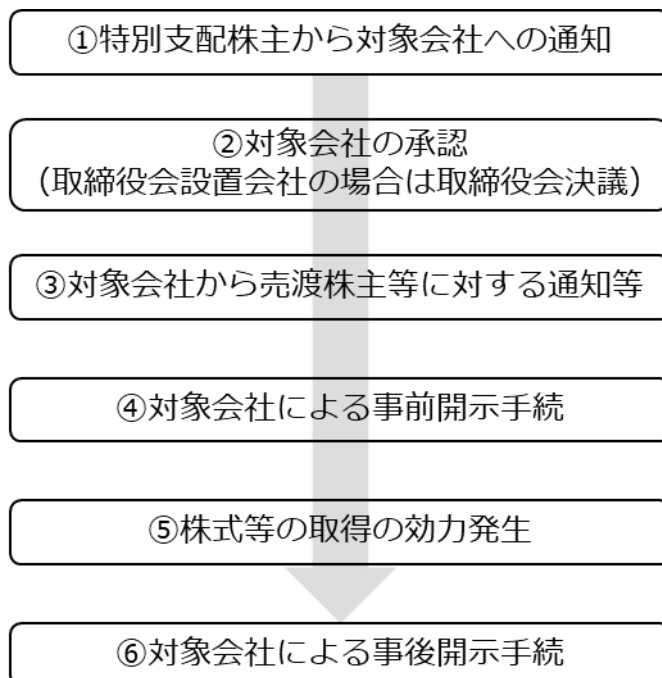 ①特別支配株主から対象会社への通知
②対象会社の承認
（取締役会設置会社の場合は取締役会決議）
③対象会社から売渡株主等に対する通知等
④対象会社による事前開示手続
⑤株式等の取得の効力発生
⑥対象会社による事後開示手続